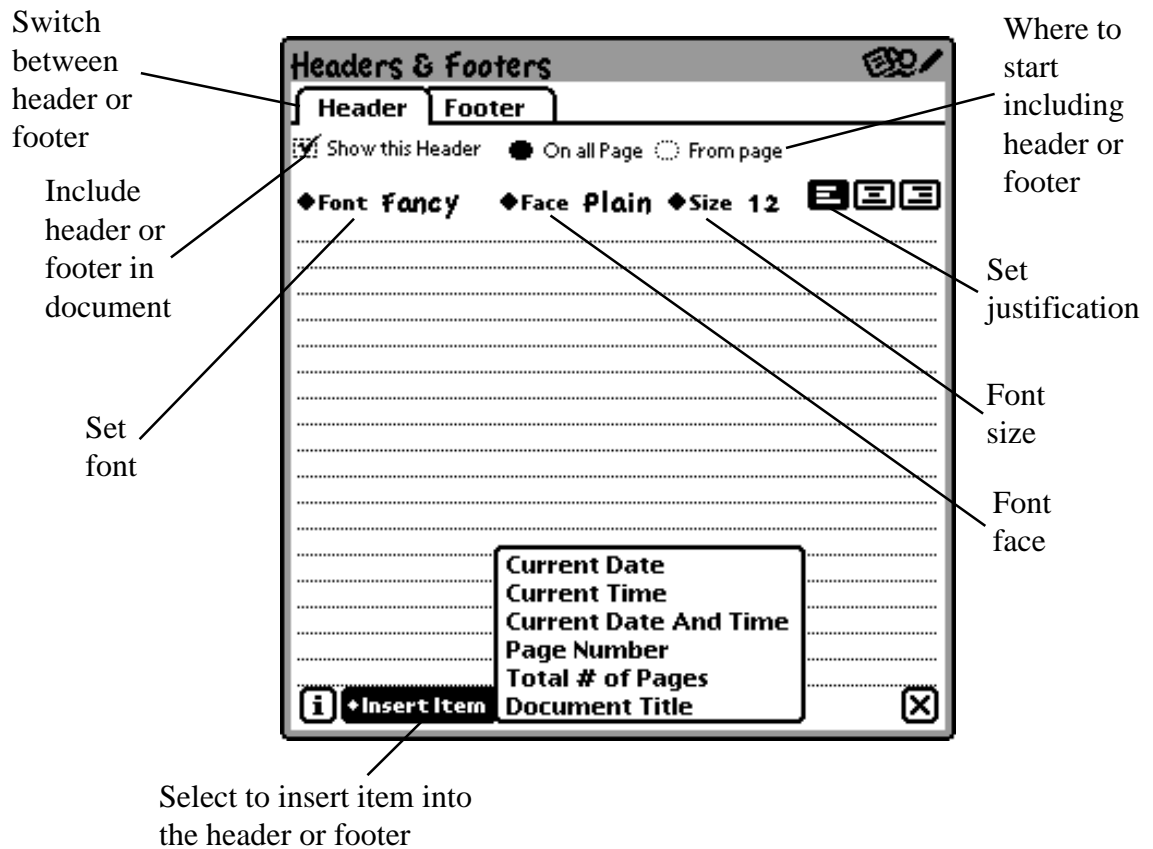 Switch
between
header or
footer
Where to
start
including
header or
footer
Headers & Footers
Header Footer
Show this Header On all Page From page
Include
header or
footer in
document
Font Fancy Face Plain Size 12
Set
justification
Font
size
Set
font
Font
face
Current Date
Current Time
Current Date And Time
Page Number
Total # of Pages
Document Title
i Insert Item
Select to insert item into
the header or footer